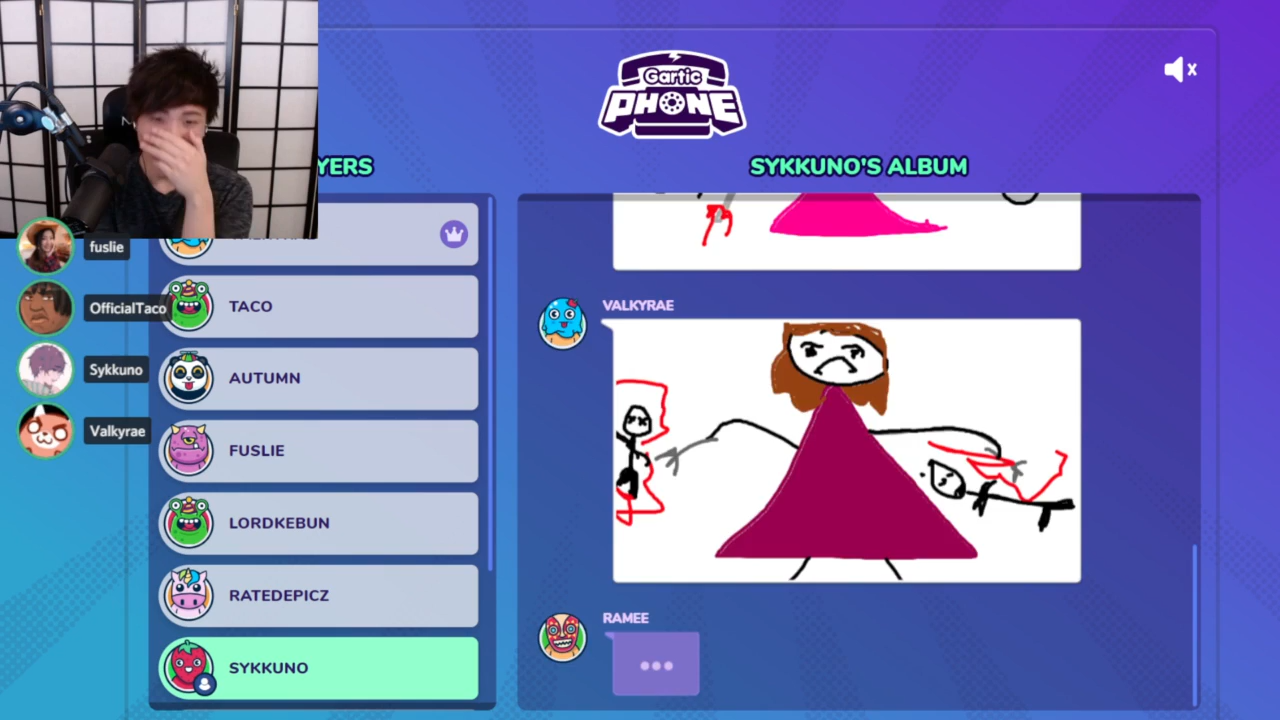 Gartic
PHONE
YERS
SYKKUNO'S ALBUM
fuslie
OfficialTaco
Sykkuno
Valkyrae
TACO
AUTUMN
FUSLIE
LORDKEBUN
RATEDEPICZ
SYKKUNO
VALKYRAE
RAMEE